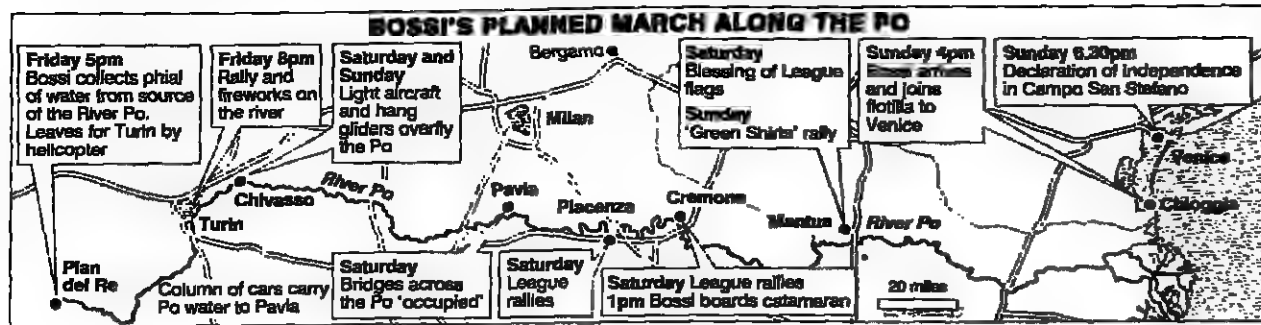 BOSSI'S PLANNED MARCH ALONG THE PO
Friday 5pm
Bossi collects phial
of water from source
of the River Po.
Leaves for Turin by
helicopter
Friday 8pm
Rally and
fireworks on
the river
Saturday and
Sunday
Light aircraft
and hang
gliders overfly
the Po
Bergamo
Milan
Saturday
Blessing of League
flags
Sunday
'Green Shirts' rally
Sunday 4pm
Bossi arrives
and joins
flotilla to
Venice
Sunday 6.30pm
Declaration of Independence
in Campo San Stefano
Venice
Chioggia
Chivasso
River Po
Turin
Pavia
Piacenza
Cremona
Mantua
River Po
Plan
del Re
Column of cars carry
Po water to Pavia
Saturday
Bridges across
the Po 'occupied'
Saturday
League
rallies
Saturday League rallies
1pm Bossi boards catamaran
20 miles